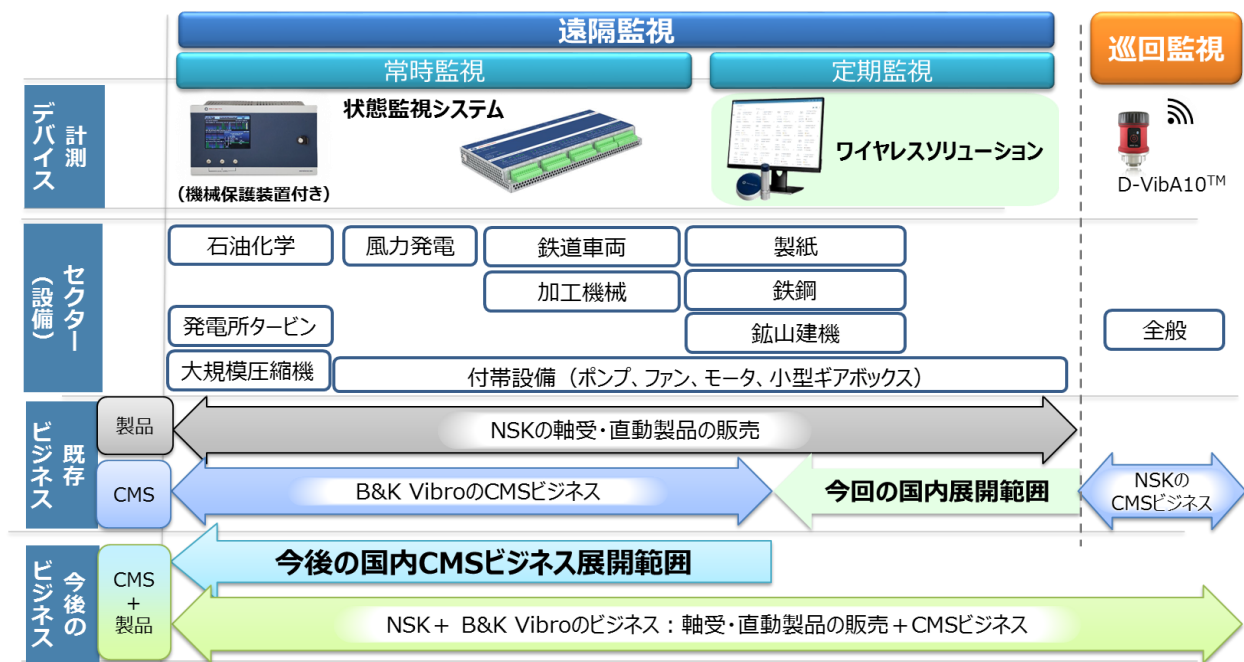 遠隔監視
巡回監視
常時監視
定期監視
計測
デバイス
状態監視システム
(機械保護装置付き)
ワイヤレスソリューション
D-VibA10TM
セクター
(設備)
石油化学
風力発電
鉄道車両
製紙
加工機械
鉄鋼
発電所タービン
鉱山建機
全般
大規模圧縮機
付帯設備（ポンプ、ファン、モータ、小型ギアボックス）
既存
ビジネス
製品
NSKの軸受・直動製品の販売
CMS
B&K VibroのCMSビジネス
今回の国内展開範囲
NSKの
CMSビジネス
今後の
ビジネス
CMS
+
製品
今後の国内CMSビジネス展開範囲
NSK＋ B&K Vibroのビジネス：軸受・直動製品の販売＋CMSビジネス